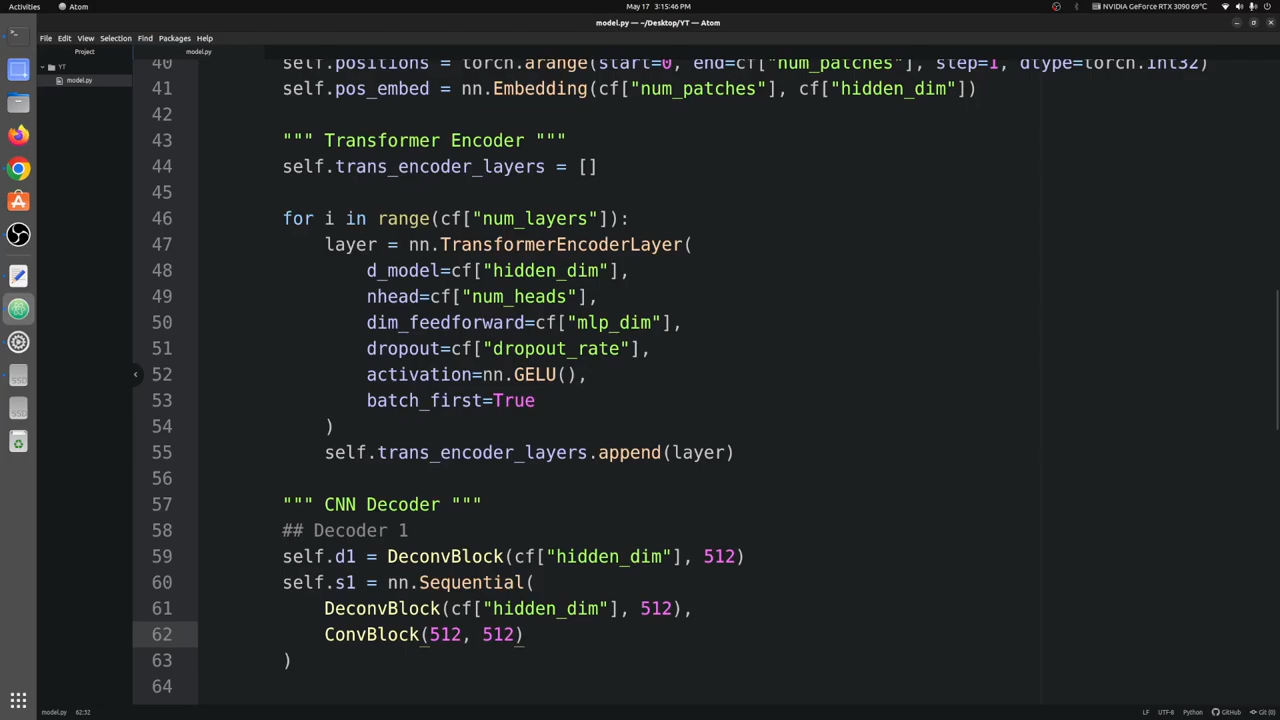 Activities
Atom
May 17 3:15:46 PM
NVIDIA GeForce RTX 3090 69℃
model.py — ~/Desktop/YT — Atom
File Edit View Selection Find Packages Help
Project
model.py
YT
model.py
40 self.positions = torch.arange(start=0, end=cf["num_patches"], step=1, dtype=torch.int32)
41 self.pos_embed = nn.Embedding(cf["num_patches"], cf["hidden_dim"])
42
43 """ Transformer Encoder """
44 self.trans_encoder_layers = []
45
46 for i in range(cf["num_layers"]):
47 layer = nn.TransformerEncoderLayer(
48 d_model=cf["hidden_dim"],
49 nhead=cf["num_heads"],
50 dim_feedforward=cf["mlp_dim"],
51 dropout=cf["dropout_rate"],
52 activation=nn.GELU(),
53 batch_first=True
54 )
55 self.trans_encoder_layers.append(layer)
56
57 """ CNN Decoder """
58 ## Decoder 1
59 self.d1 = DeconvBlock(cf["hidden_dim"], 512)
60 self.s1 = nn.Sequential(
61 DeconvBlock(cf["hidden_dim"], 512),
62 ConvBlock(512, 512)
63 )
64
model.py 62:32
LF UTF-8 Python GitHub Git (0)
SSD
SSD